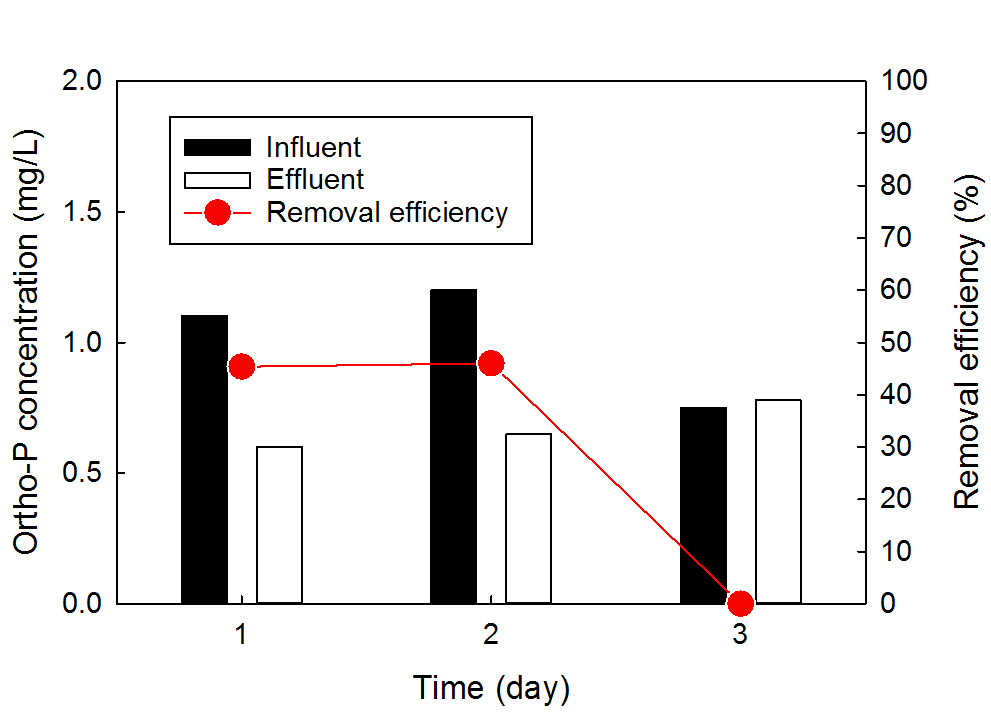 2.0
1.5
1.0
0.5
0.0
Ortho-P concentration (mg/L)
Influent
Effluent
Removal efficiency
100
90
80
70
60
50
40
30
20
10
0
Removal efficiency (%)
1 2 3
Time (day)